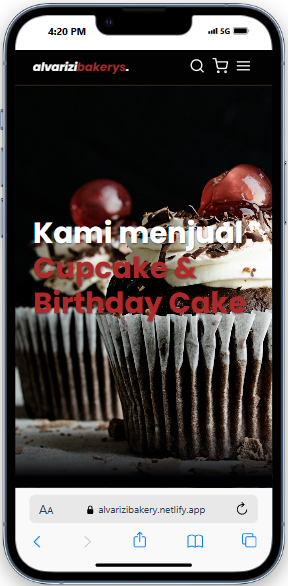 4:20 PM 5G
alvarizibakerys.
Kami menjual
Cupcake &
Birthday Cake
AA alvarizibakery.netlify.app